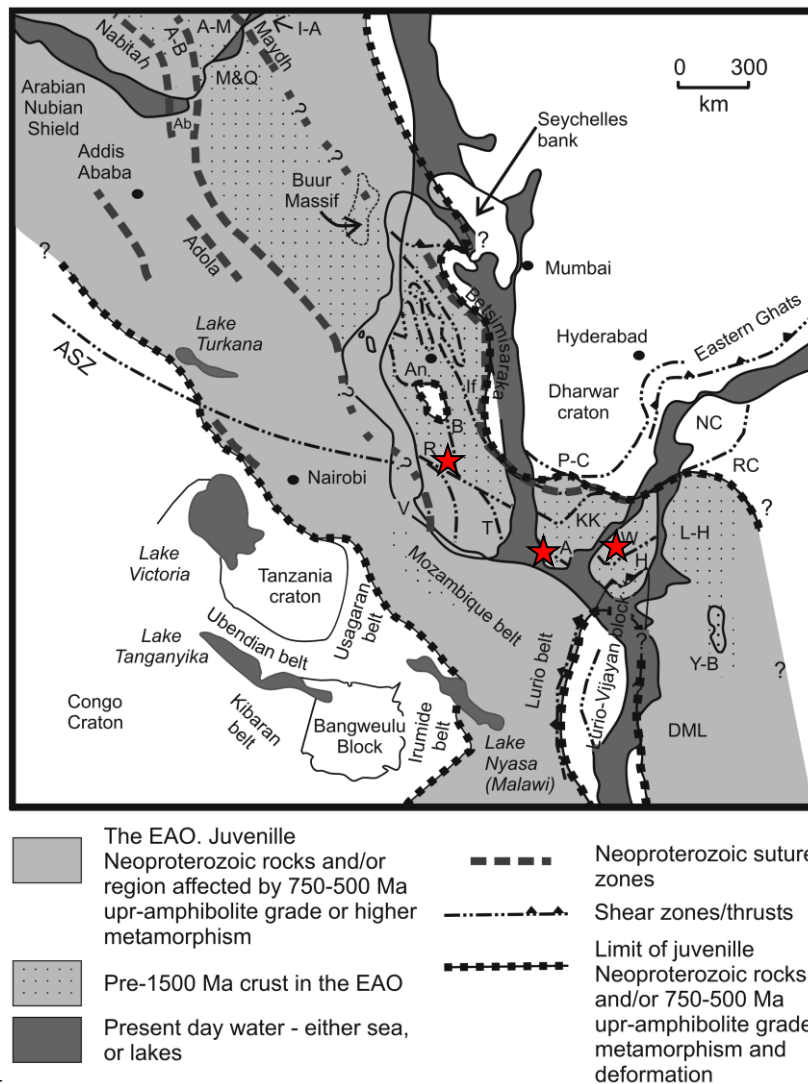 Nabitah
A-B
A-M
I-A
Maydh
M&Q
Ab
?
?
0 300
km
Arabian
Nubian
Shield
Addis
Ababa
Adola
Buur
Massif
Seychelles
bank
?
Mumbai
Betsimisaraka
Hyderabad
Eastern Ghats
Dharwar
craton
?
Lake
Turkana
ASZ
An
If
B
R
?
?
V
T
P-C
NC
RC
KK
A
W
H
L-H
?
Nairobi
Lake
Victoria
Tanzania
craton
Usagaran
belt
Mozambique belt
Ubendian belt
Lake
Tanganyika
Kibaran
belt
Congo
Craton
Bangweulu
Block
Irumide
belt
Lake
Nyasa
(Malawi)
Lurio belt
Lurio-Vijayan block
?
Y-B
?
DML
The EAO. Juvenille
Neoproterozoic rocks and/or
region affected by 750-500 Ma
upr-amphibolite grade or higher
metamorphism
Pre-1500 Ma crust in the EAO
Present day water - either sea,
or lakes
Neoproterozoic suture
zones
Shear zones/thrusts
Limit of juvenille
Neoproterozoic rocks
and/or 750-500 Ma
upr-amphibolite grade
metamorphism and
deformation